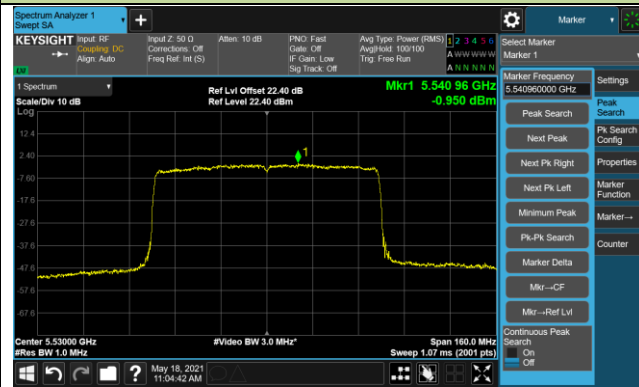 Spectrum Analyzer 1
Swept SA
Marker
KEYSIGHT
Input: RF
Coupling: DC
Align: Auto
Input Z: 50 Ω
Corrections: Off
Freq Ref: Int (S)
Atten: 10 dB
PNO: Fast
Gate: Off
IF Gain: Low
Sig Track: Off
Avg Type: Power (RMS)
Avg|Hold: 100/100
Trig: Free Run
1 2 3 4 5 6
A W W W W W
A N N N N N
Select Marker
Marker 1
1 Spectrum
Scale/Div 10 dB
Log
Ref Lvl Offset 22.40 dB
Ref Level 22.40 dBm
Mkr1 5.540 96 GHz
-0.950 dBm
1
12.4
2.40
-7.60
-17.6
-27.6
-37.6
-47.6
-57.6
-67.6
Center 5.53000 GHz
#Res BW 1.0 MHz
#Video BW 3.0 MHz*
Span 160.0 MHz
Sweep 1.07 ms (2001 pts)
Marker Frequency
5.540960000 GHz
Peak Search
Next Peak
Next Pk Right
Next Pk Left
Minimum Peak
Pk-Pk Search
Marker Delta
Mkr→CF
Mkr→Ref Lvl
Continuous Peak
Search
On
Off
Settings
Peak
Search
Pk Search
Config
Properties
Marker
Function
Marker→
Counter
?
May 18, 2021
11:04:42 AM